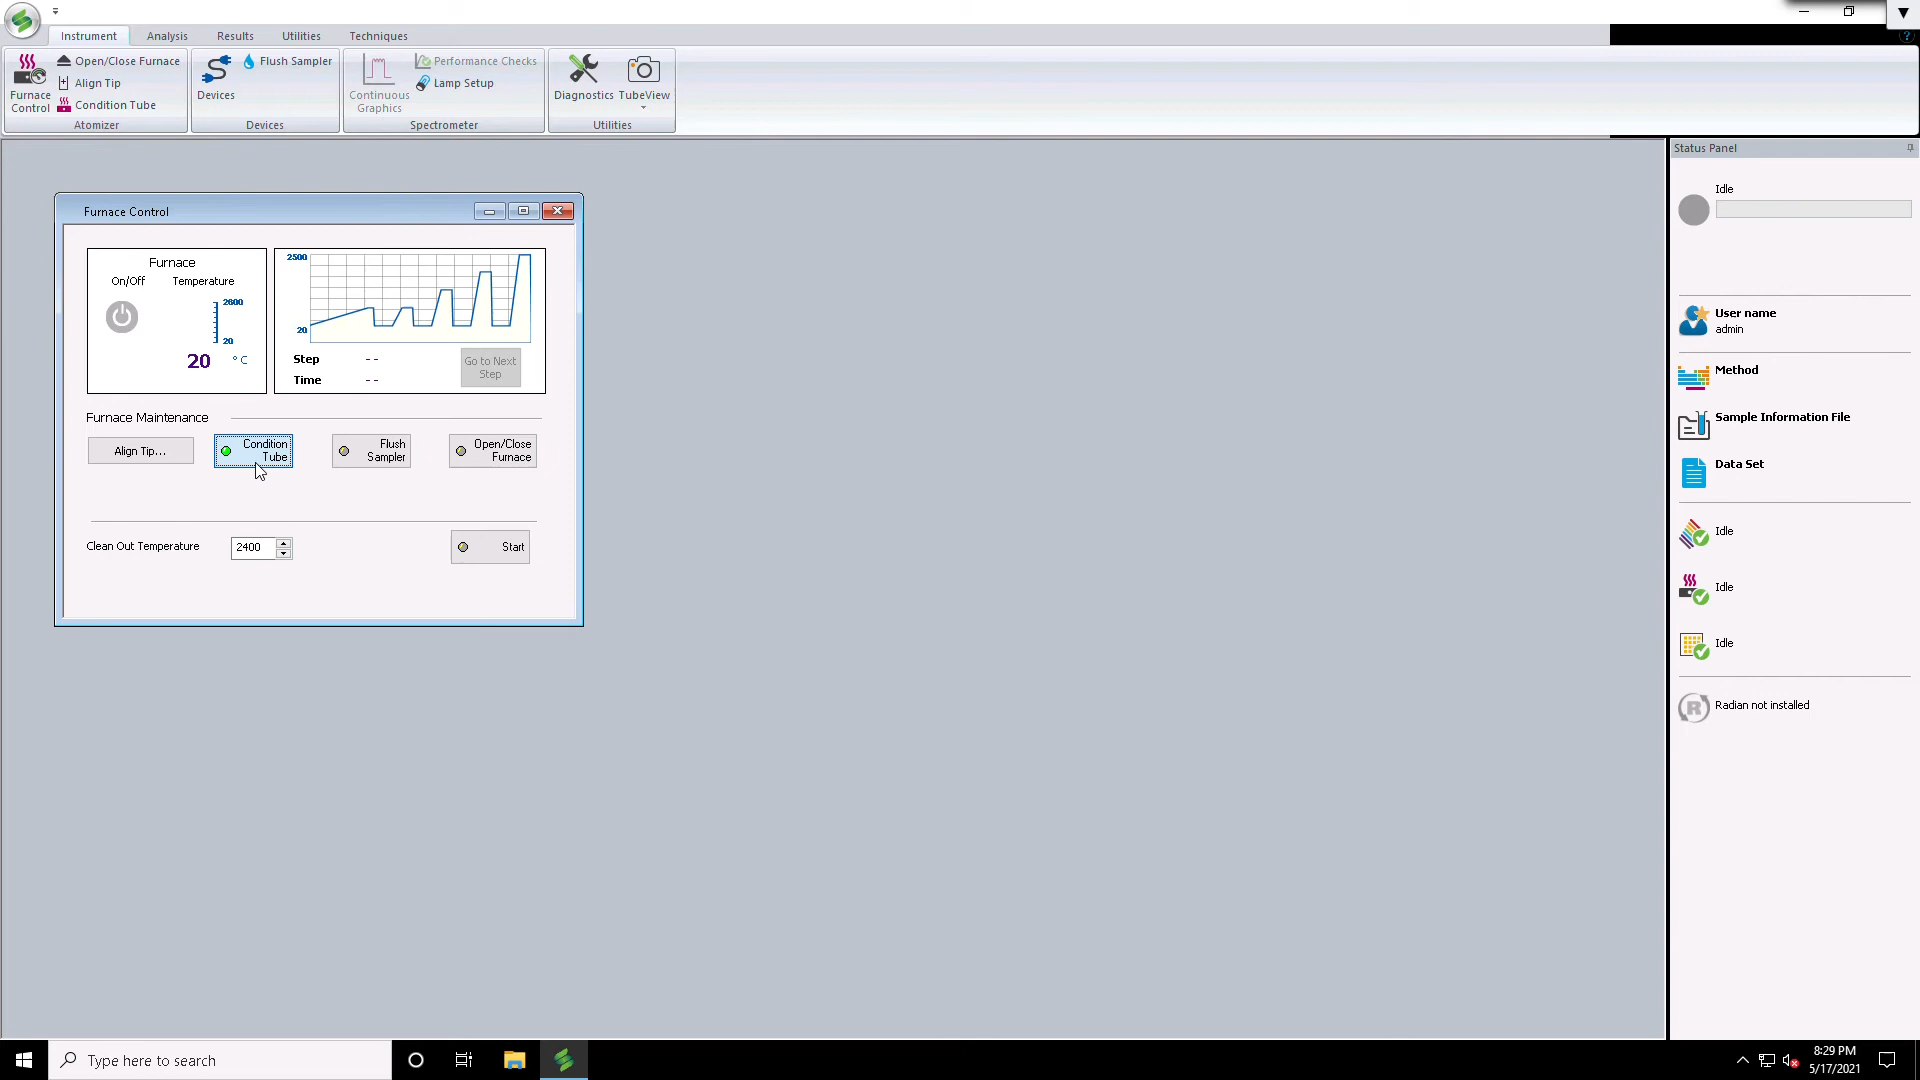 Instrument
Analysis
Results
Utilities
Techniques
Furnace
Control
Open/Close Furnace
Align Tip
Condition Tube
Atomizer
Devices
Flush Sampler
Devices
Continuous
Graphics
Performance Checks
Lamp Setup
Spectrometer
Diagnostics
TubeView
Utilities
Furnace Control
Furnace
On/Off
Temperature
2600
20
20 ° C
2500
20
Step - -
Time - -
Go to Next
Step
Furnace Maintenance
Align Tip...
Condition
Tube
Flush
Sampler
Open/Close
Furnace
Clean Out Temperature
2400
Start
Status Panel
Idle
User name
admin
Method
Sample Information File
Data Set
Idle
Idle
Idle
R
Radian not installed
Type here to search
8:29 PM
5/17/2021